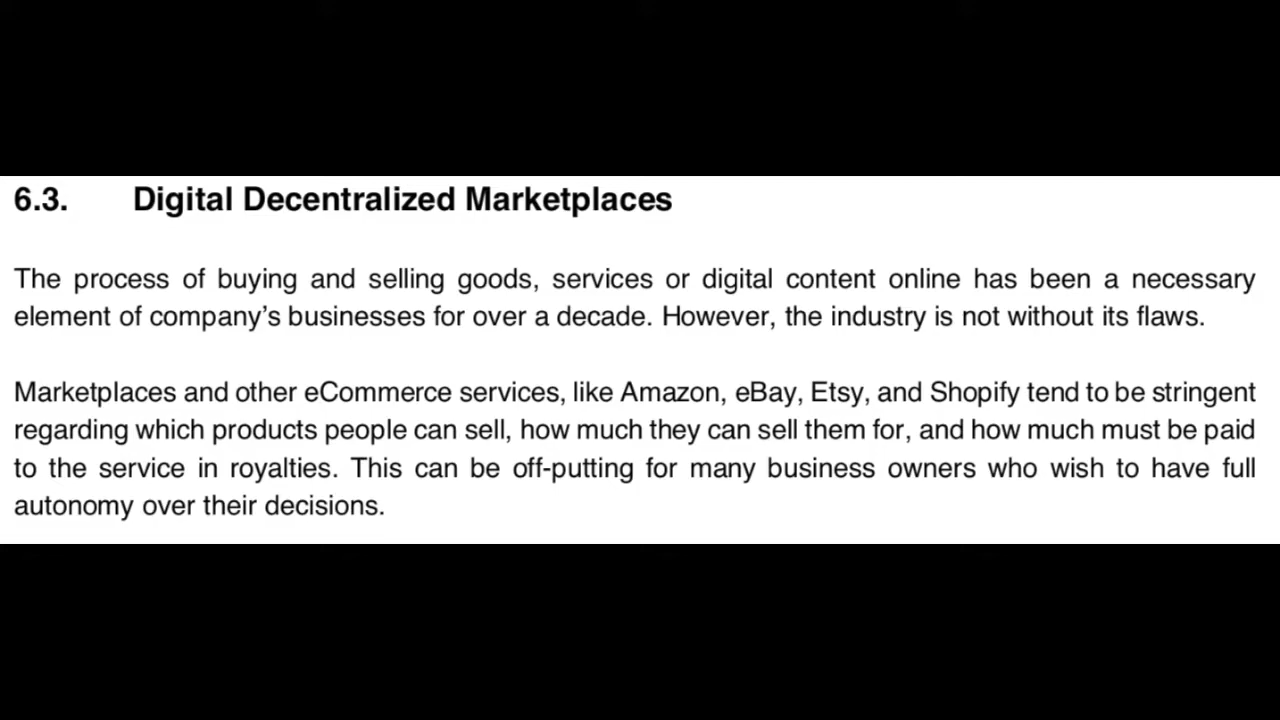 6.3. Digital Decentralized Marketplaces
The process of buying and selling goods, services or digital content online has been a necessary
element of company’s businesses for over a decade. However, the industry is not without its flaws.
Marketplaces and other eCommerce services, like Amazon, eBay, Etsy, and Shopify tend to be stringent
regarding which products people can sell, how much they can sell them for, and how much must be paid
to the service in royalties. This can be off-putting for many business owners who wish to have full
autonomy over their decisions.